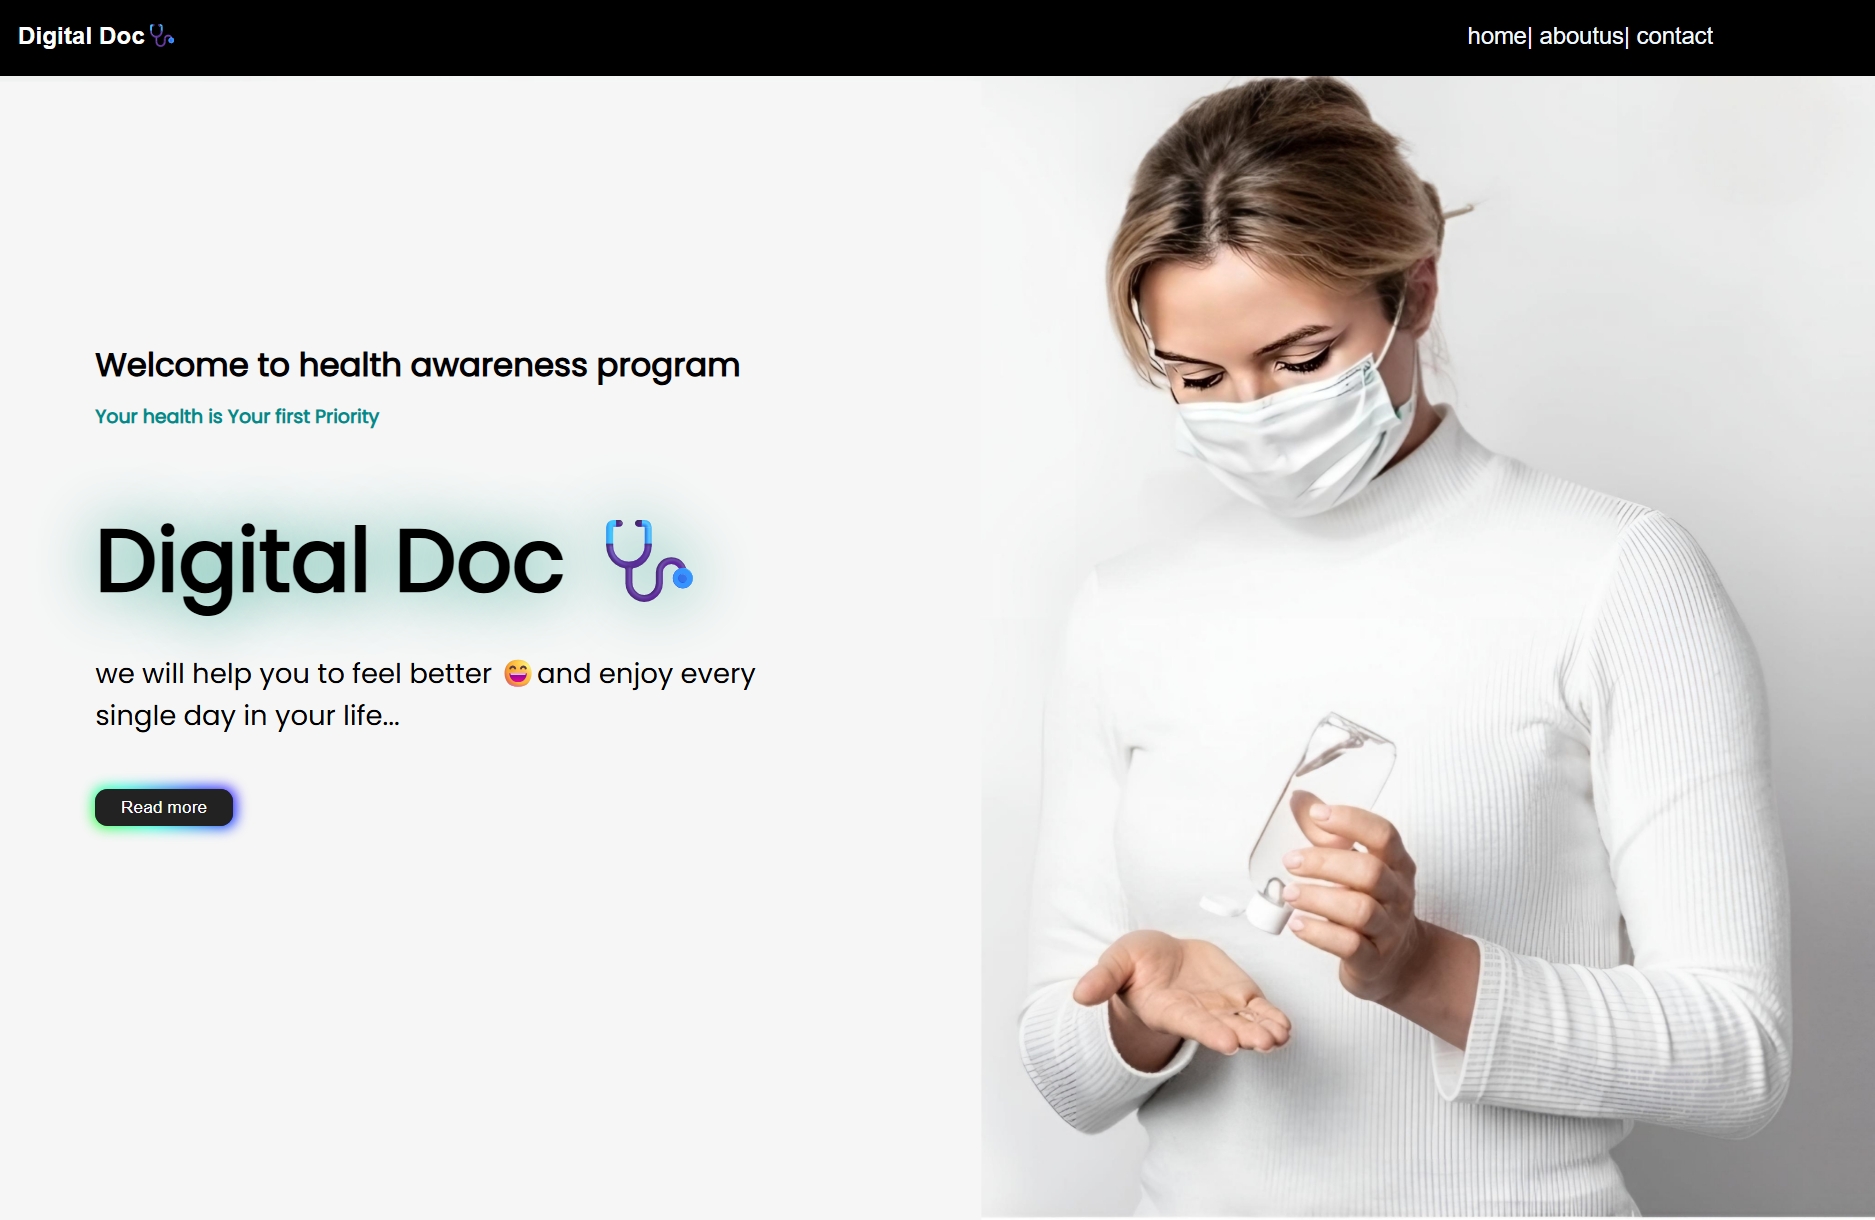 Digital Doc🩺
home| aboutus| contact
Welcome to health awareness program
Your health is Your first Priority
Digital Doc 🩺
we will help you to feel better 😄and enjoy every
single day in your life...
Read more